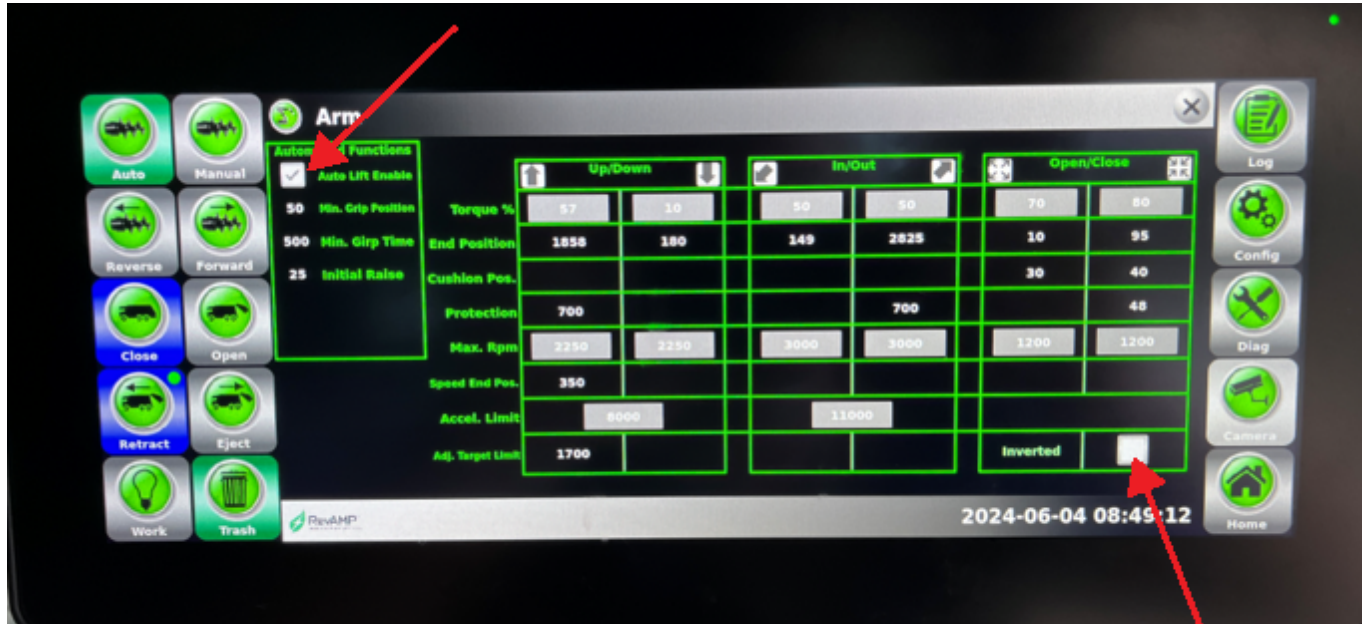 Arm
Auto Manual
Reverse Forward
Close Open
Retract Eject
Work Trash
Functions
Auto Lift Enable
50 Min. Grip Position
500 Min. Girp Time
25 Initial Raise
Up/Down In/Out Open/Close
Torque % 57 10 50 50 70 80
End Position 1858 180 149 2825 10 95
Cushion Pos. 30 40
Protection 700 700 48
Max. Rpm 2250 2250 3000 3000 1200 1200
Speed End Pos. 350
Accel. Limit 8000 11000
Adj. Target Limit 1700 Inverted
RevAMP
2024-06-04 08:49:12
Log
Config
Diag
Camera
Home